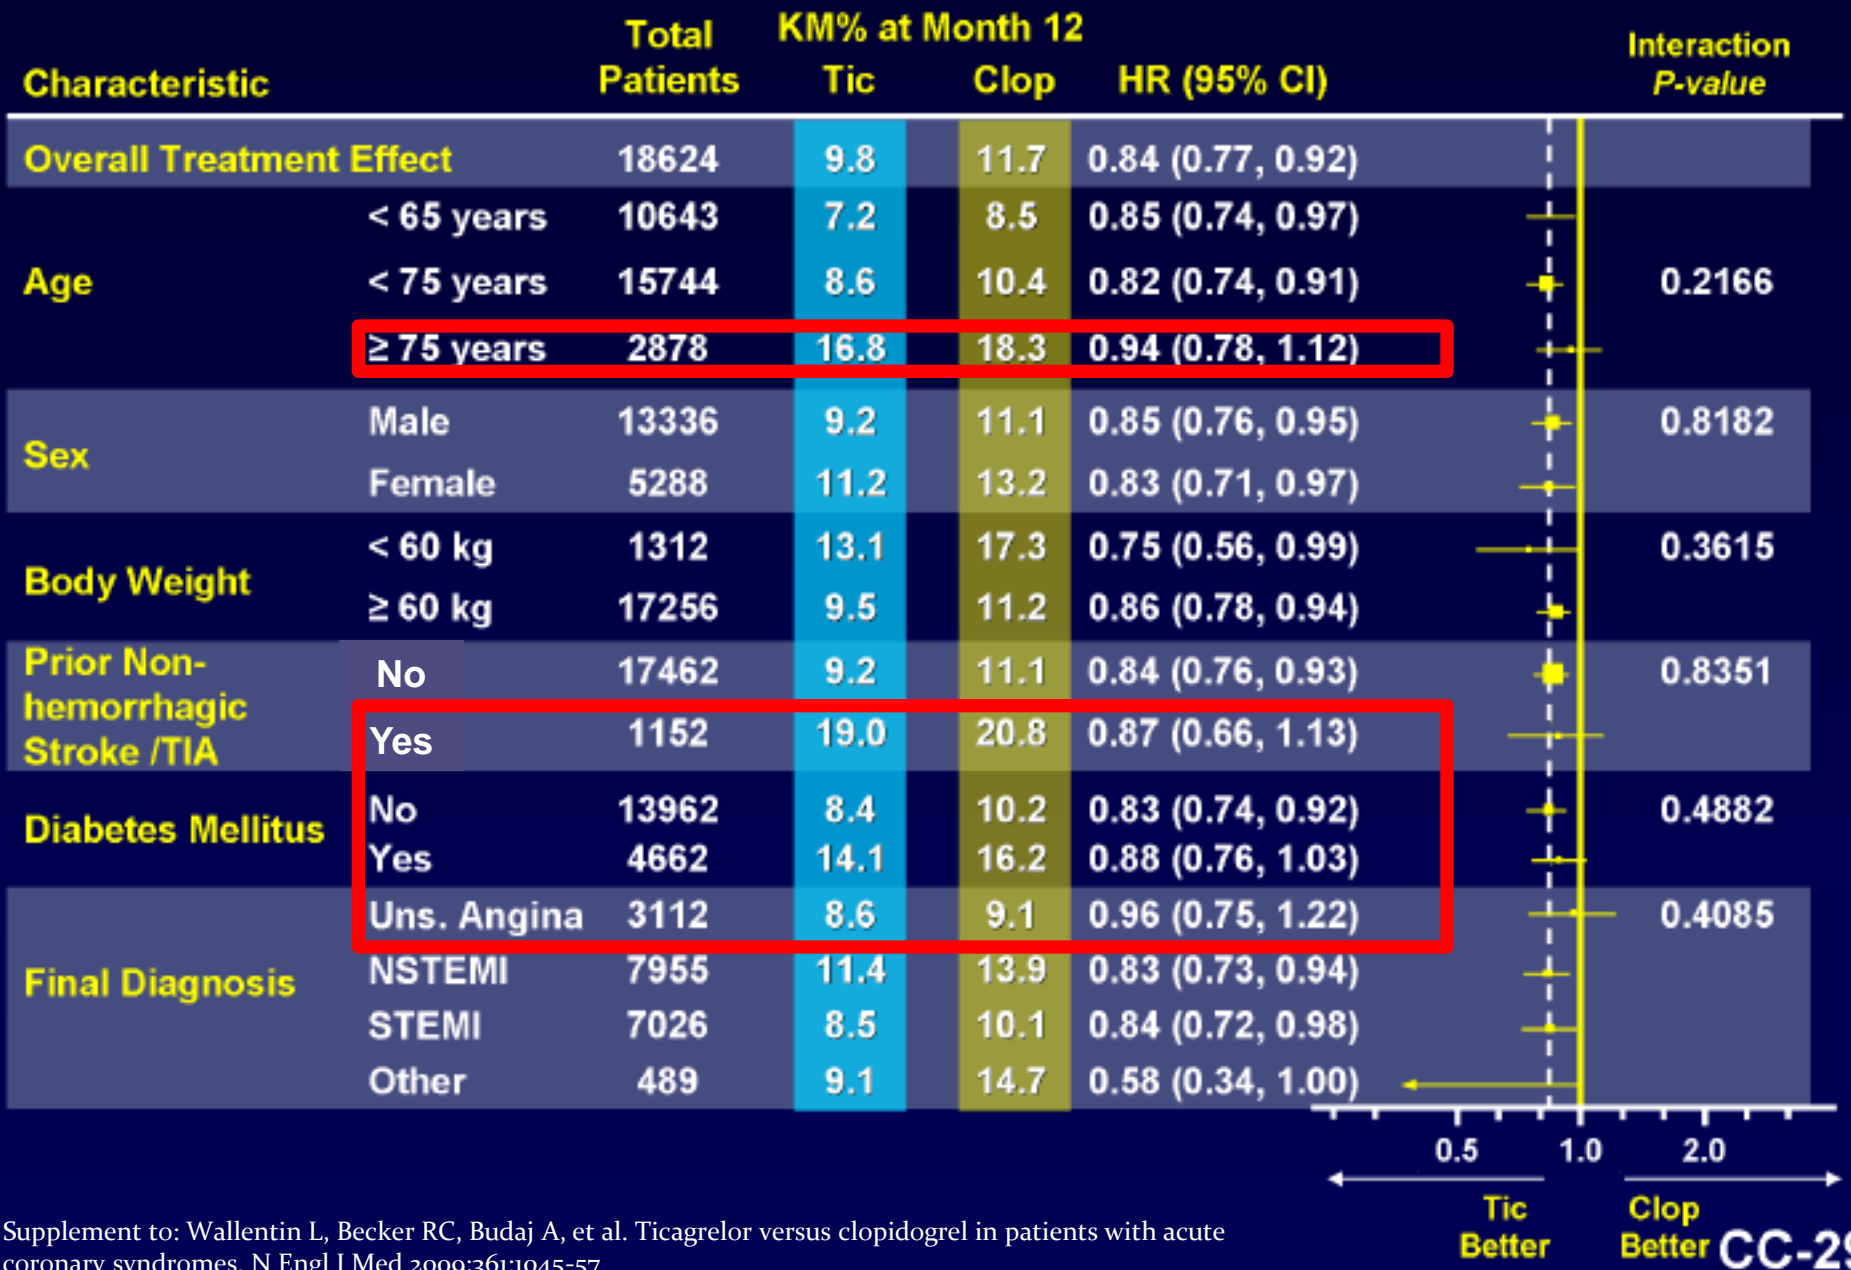 Total KM% at Month 12 Interaction
Characteristic Patients Tic Clop HR (95% CI) P-value
Overall Treatment Effect 18624 9.8 11.7 0.84 (0.77, 0.92)
Age
< 65 years 10643 7.2 8.5 0.85 (0.74, 0.97)
< 75 years 15744 8.6 10.4 0.82 (0.74, 0.91) 0.2166
≥ 75 years 2878 16.8 18.3 0.94 (0.78, 1.12)
Sex
Male 13336 9.2 11.1 0.85 (0.76, 0.95) 0.8182
Female 5288 11.2 13.2 0.83 (0.71, 0.97)
Body Weight
< 60 kg 1312 13.1 17.3 0.75 (0.56, 0.99) 0.3615
≥ 60 kg 17256 9.5 11.2 0.86 (0.78, 0.94)
Prior Non-
hemorrhagic
Stroke /TIA
No 17462 9.2 11.1 0.84 (0.76, 0.93) 0.8351
Yes 1152 19.0 20.8 0.87 (0.66, 1.13)
Diabetes Mellitus
No 13962 8.4 10.2 0.83 (0.74, 0.92) 0.4882
Yes 4662 14.1 16.2 0.88 (0.76, 1.03)
Final Diagnosis
Uns. Angina 3112 8.6 9.1 0.96 (0.75, 1.22) 0.4085
NSTEMI 7955 11.4 13.9 0.83 (0.73, 0.94)
STEMI 7026 8.5 10.1 0.84 (0.72, 0.98)
Other 489 9.1 14.7 0.58 (0.34, 1.00)
0.5 1.0 2.0
Tic Better
Clop Better
CC-29
Supplement to: Wallentin L, Becker RC, Budaj A, et al. Ticagrelor versus clopidogrel in patients with acute
coronary syndromes. N Engl J Med 2009;361:1045-57